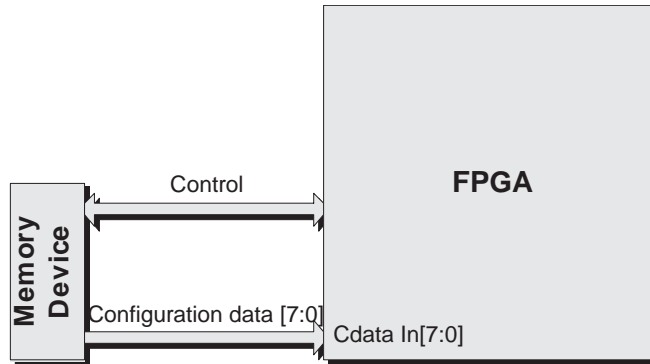 Control
FPGA
Memory
Device
Configuration data [7:0]
Cdata In[7:0]